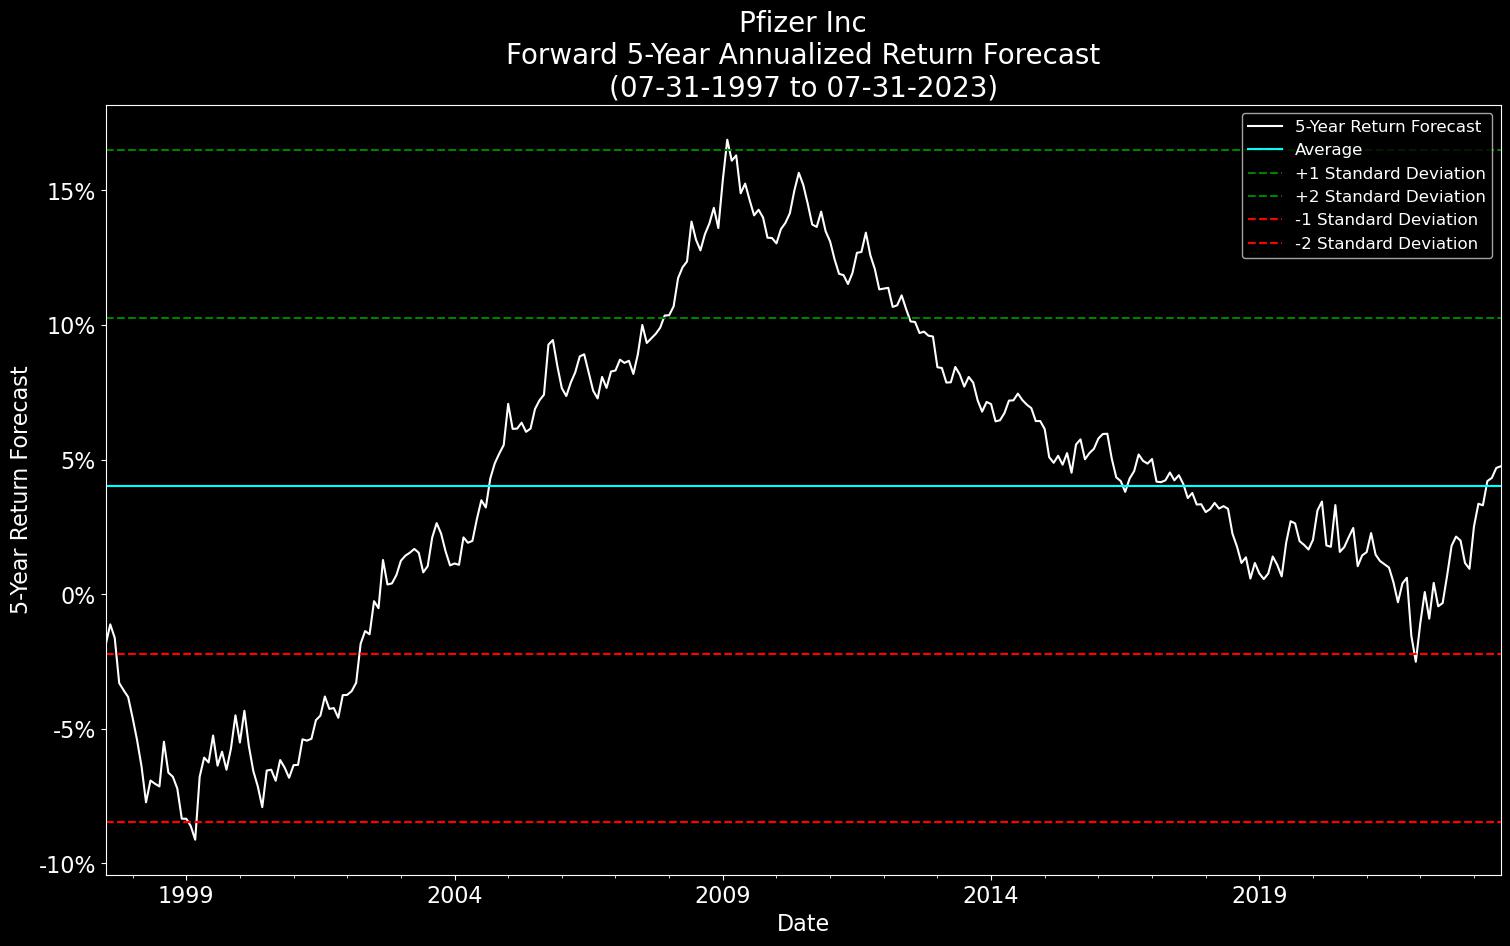 Pfizer Inc
Forward 5-Year Annualized Return Forecast
(07-31-1997 to 07-31-2023)
5-Year Return Forecast
Average
+1 Standard Deviation
+2 Standard Deviation
-1 Standard Deviation
-2 Standard Deviation
15%
10%
5%
0%
-5%
-10%
5-Year Return Forecast
1999
2004
2009
2014
2019
Date